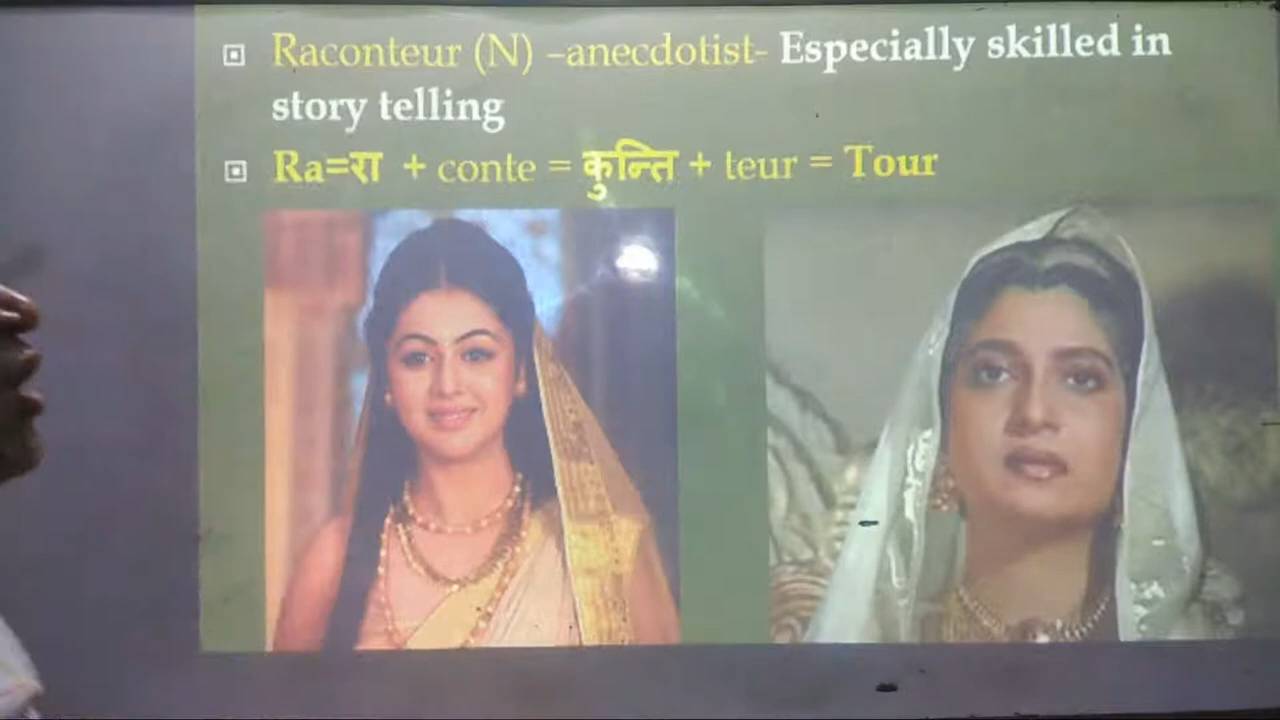 Raconteur (N) –anecdotist- Especially skilled in
story telling
Ra=रा + conte = कुन्ति + teur = Tour